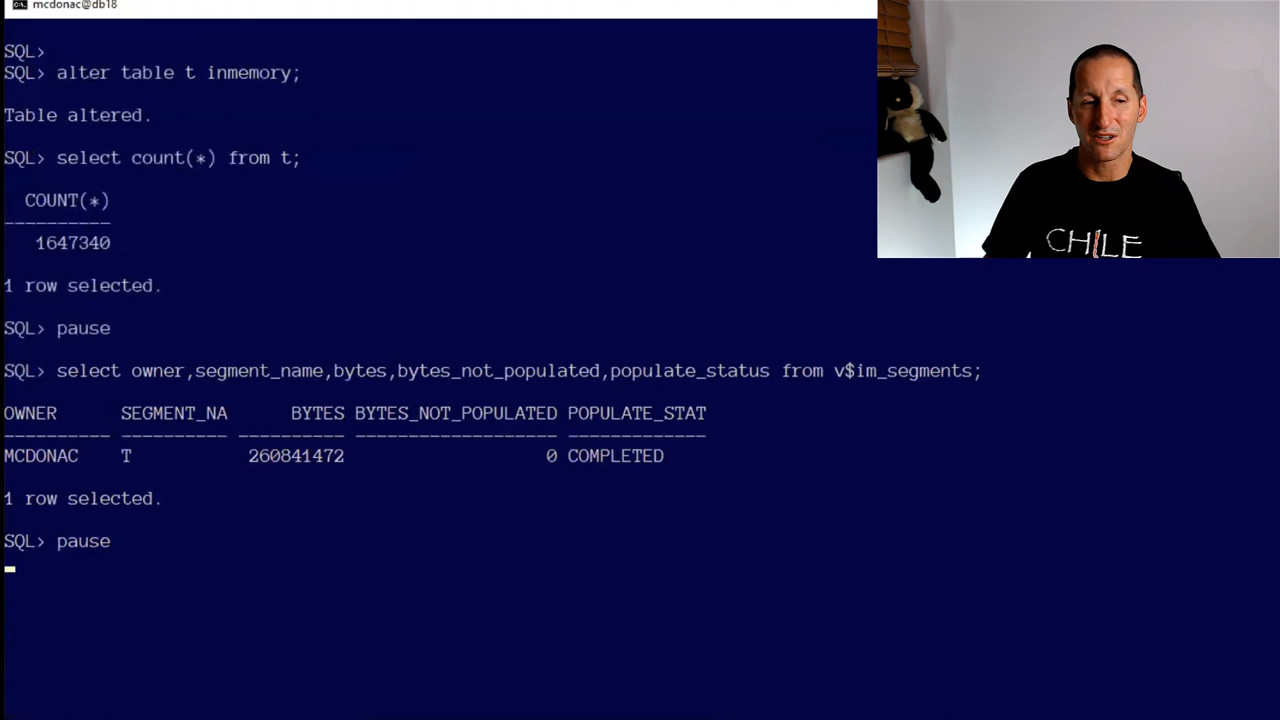 mcdonac@db18
SQL>
SQL> alter table t inmemory;
Table altered.
SQL> select count(*) from t;
COUNT(*)
----------
1647340
1 row selected.
SQL> pause
SQL> select owner,segment_name,bytes,bytes_not_populated,populate_status from v$im_segments;
OWNER SEGMENT_NA BYTES BYTES_NOT_POPULATED POPULATE_STAT
---------- ---------- ---------- ------------------- -------------
MCDONAC T 260841472 0 COMPLETED
1 row selected.
SQL> pause
CHILE